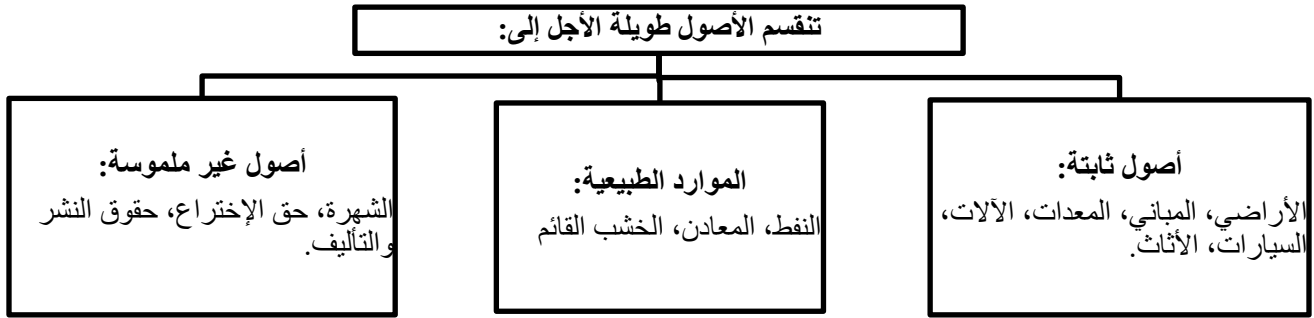 تنقسم الأصول طويلة الأجل إلى:
أصول ثابتة:
الأراضي، المباني، المعدات، الآلات،
السيارات، الأثاث.
الموارد الطبيعية:
النفط، المعادن، الخشب القائم
أصول غير ملموسة:
الشهرة، حق الإختراع، حقوق النشر
والتأليف.